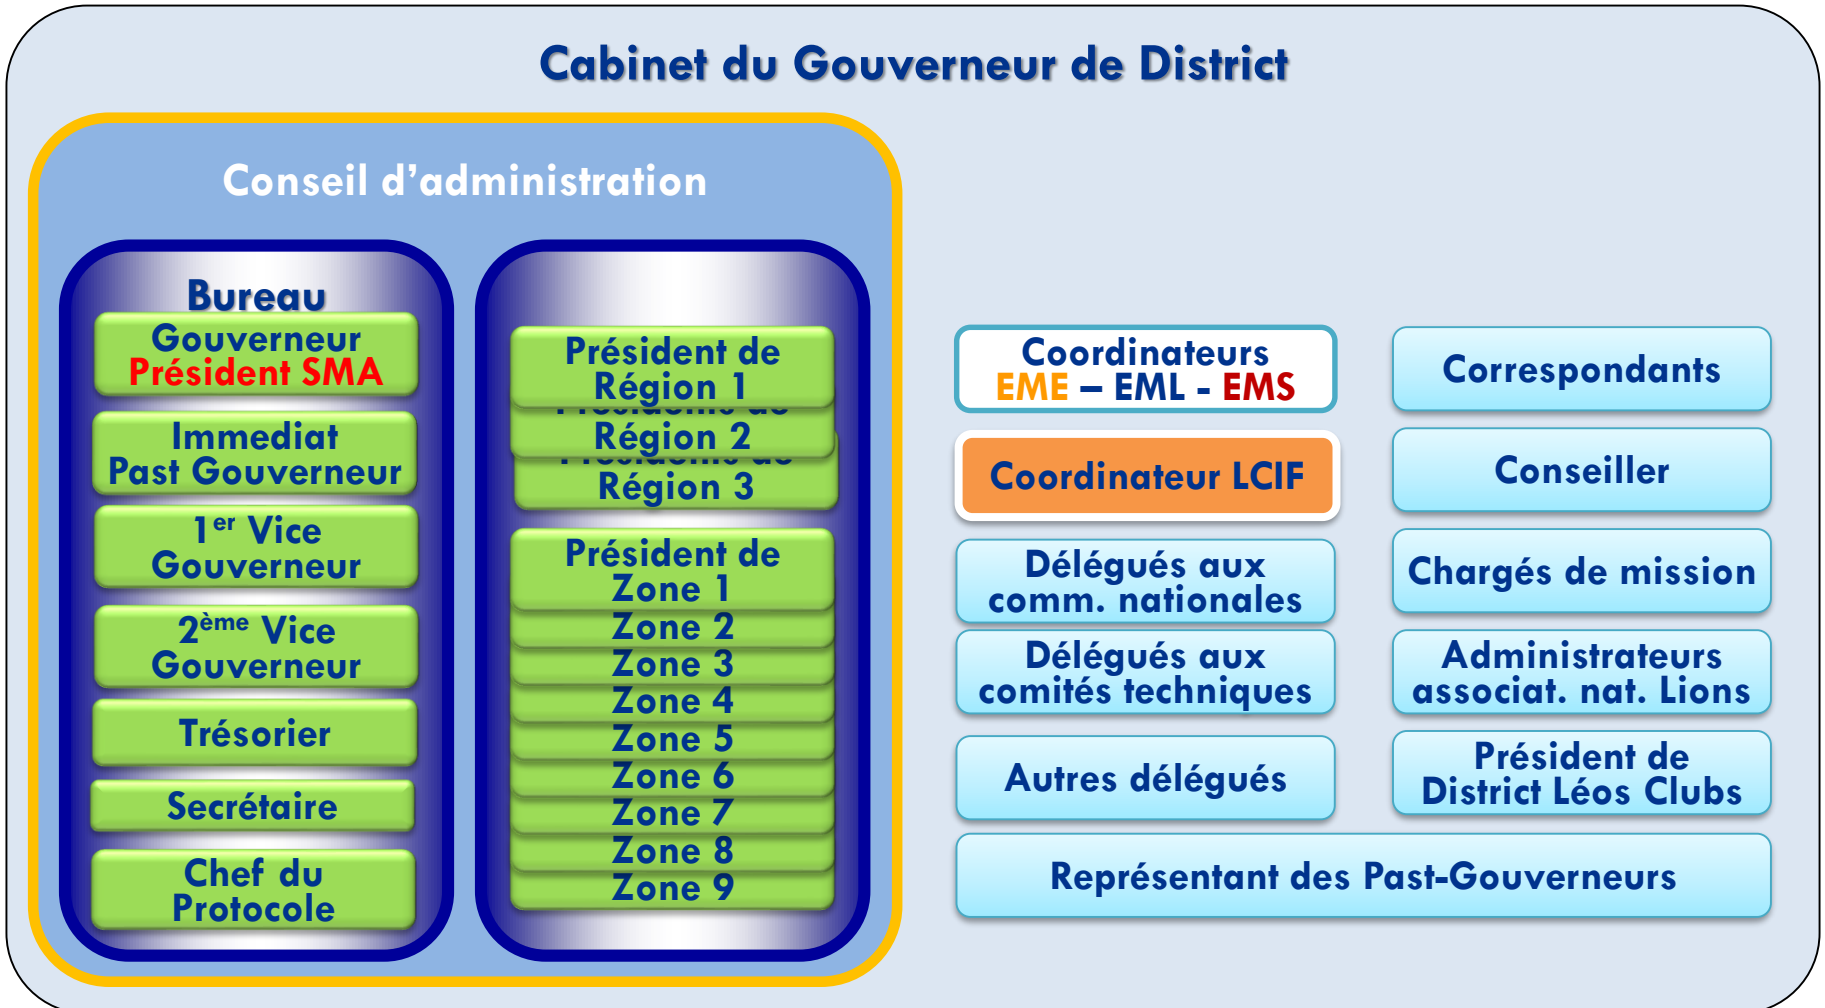 Cabinet du Gouverneur de District
Conseil d’administration
Bureau
Gouverneur
Président SMA
Immediat
Past Gouverneur
1er Vice
Gouverneur
2ème Vice
Gouverneur
Trésorier
Secrétaire
Chef du
Protocole
Président de
Région 1
Présidents de
Région 2
Présidents de
Région 3
Président de
Zone 1
Zone 2
Zone 3
Zone 4
Zone 5
Zone 6
Zone 7
Zone 8
Zone 9
Coordinateurs
EME – EML - EMS
Coordinateur LCIF
Délégués aux
comm. nationales
Délégués aux
comités techniques
Autres délégués
Correspondants
Conseiller
Chargés de mission
Administrateurs
associat. nat. Lions
Président de
District Léos Clubs
Représentant des Past-Gouverneurs